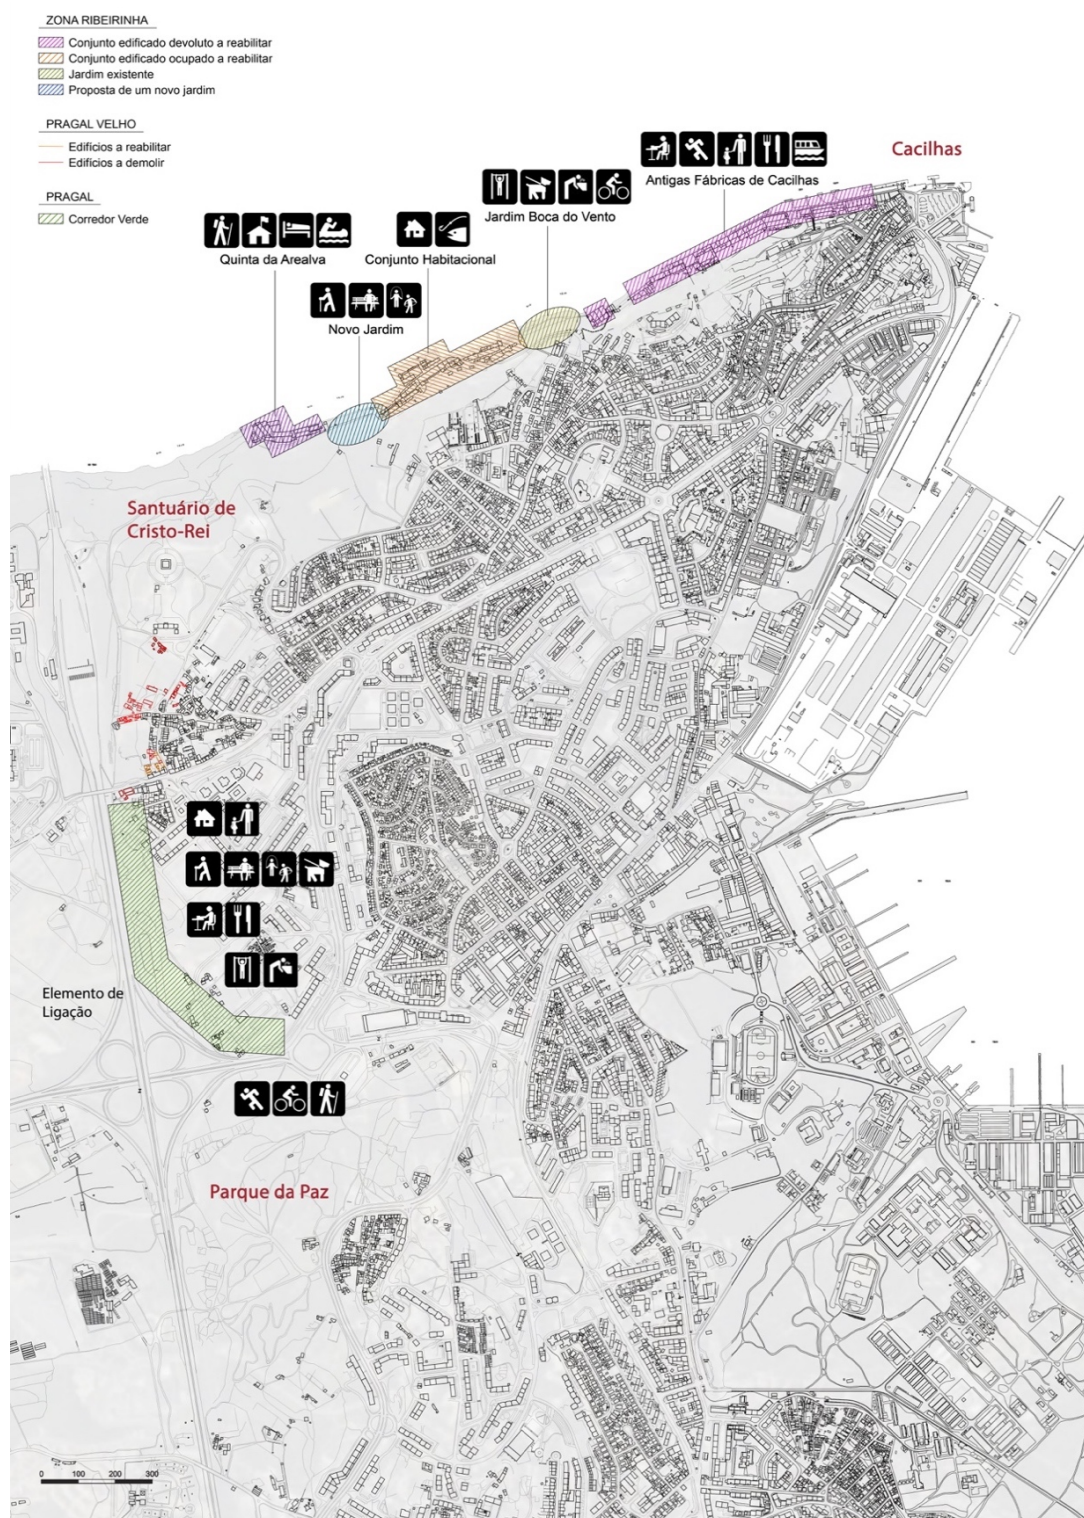 ZONA RIBEIRINHA
Conjunto edificado devoluto a reabilitar
Conjunto edificado ocupado a reabilitar
Jardim existente
Proposta de um novo jardim
PRAGAL VELHO
Edificios a reabilitar
Edificios a demolir
PRAGAL
Corredor Verde
Cacilhas
Antigas Fábricas de Cacilhas
Jardim Boca do Vento
Quinta da Arealva
Conjunto Habitacional
Novo Jardim
Santuário de
Cristo-Rei
Elemento de
Ligação
Parque da Paz
0 100 200 300